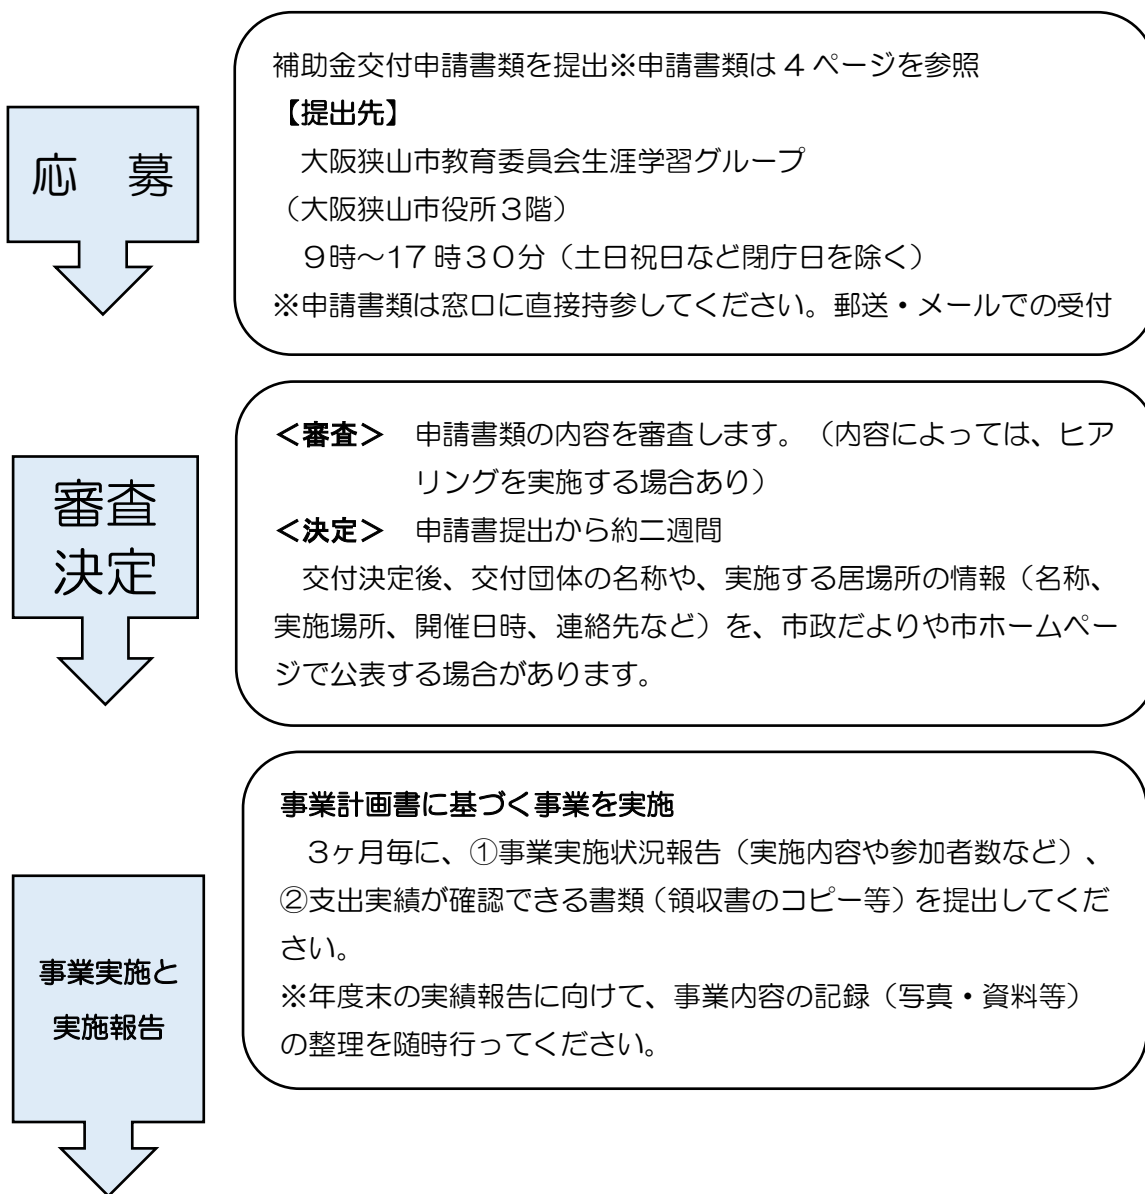 応　募
補助金交付申請書類を提出※申請書類は 4 ページを参照
【提出先】
大阪狭山市教育委員会生涯学習グループ
（大阪狭山市役所３階）
９時～17 時３０分（土日祝日など閉庁日を除く）
※申請書類は窓口に直接持参してください。郵送・メールでの受付
審査
決定
＜審査＞　申請書類の内容を審査します。（内容によっては、ヒア
リングを実施する場合あり）
＜決定＞　申請書提出から約二週間
交付決定後、交付団体の名称や、実施する居場所の情報（名称、
実施場所、開催日時、連絡先など）を、市政だよりや市ホームペー
ジで公表する場合があります。
事業実施と
実施報告
事業計画書に基づく事業を実施
３ヶ月毎に、①事業実施状況報告（実施内容や参加者数など）、
②支出実績が確認できる書類（領収書のコピー等）を提出してくだ
さい。
※年度末の実績報告に向けて、事業内容の記録（写真・資料等）
の整理を随時行ってください。